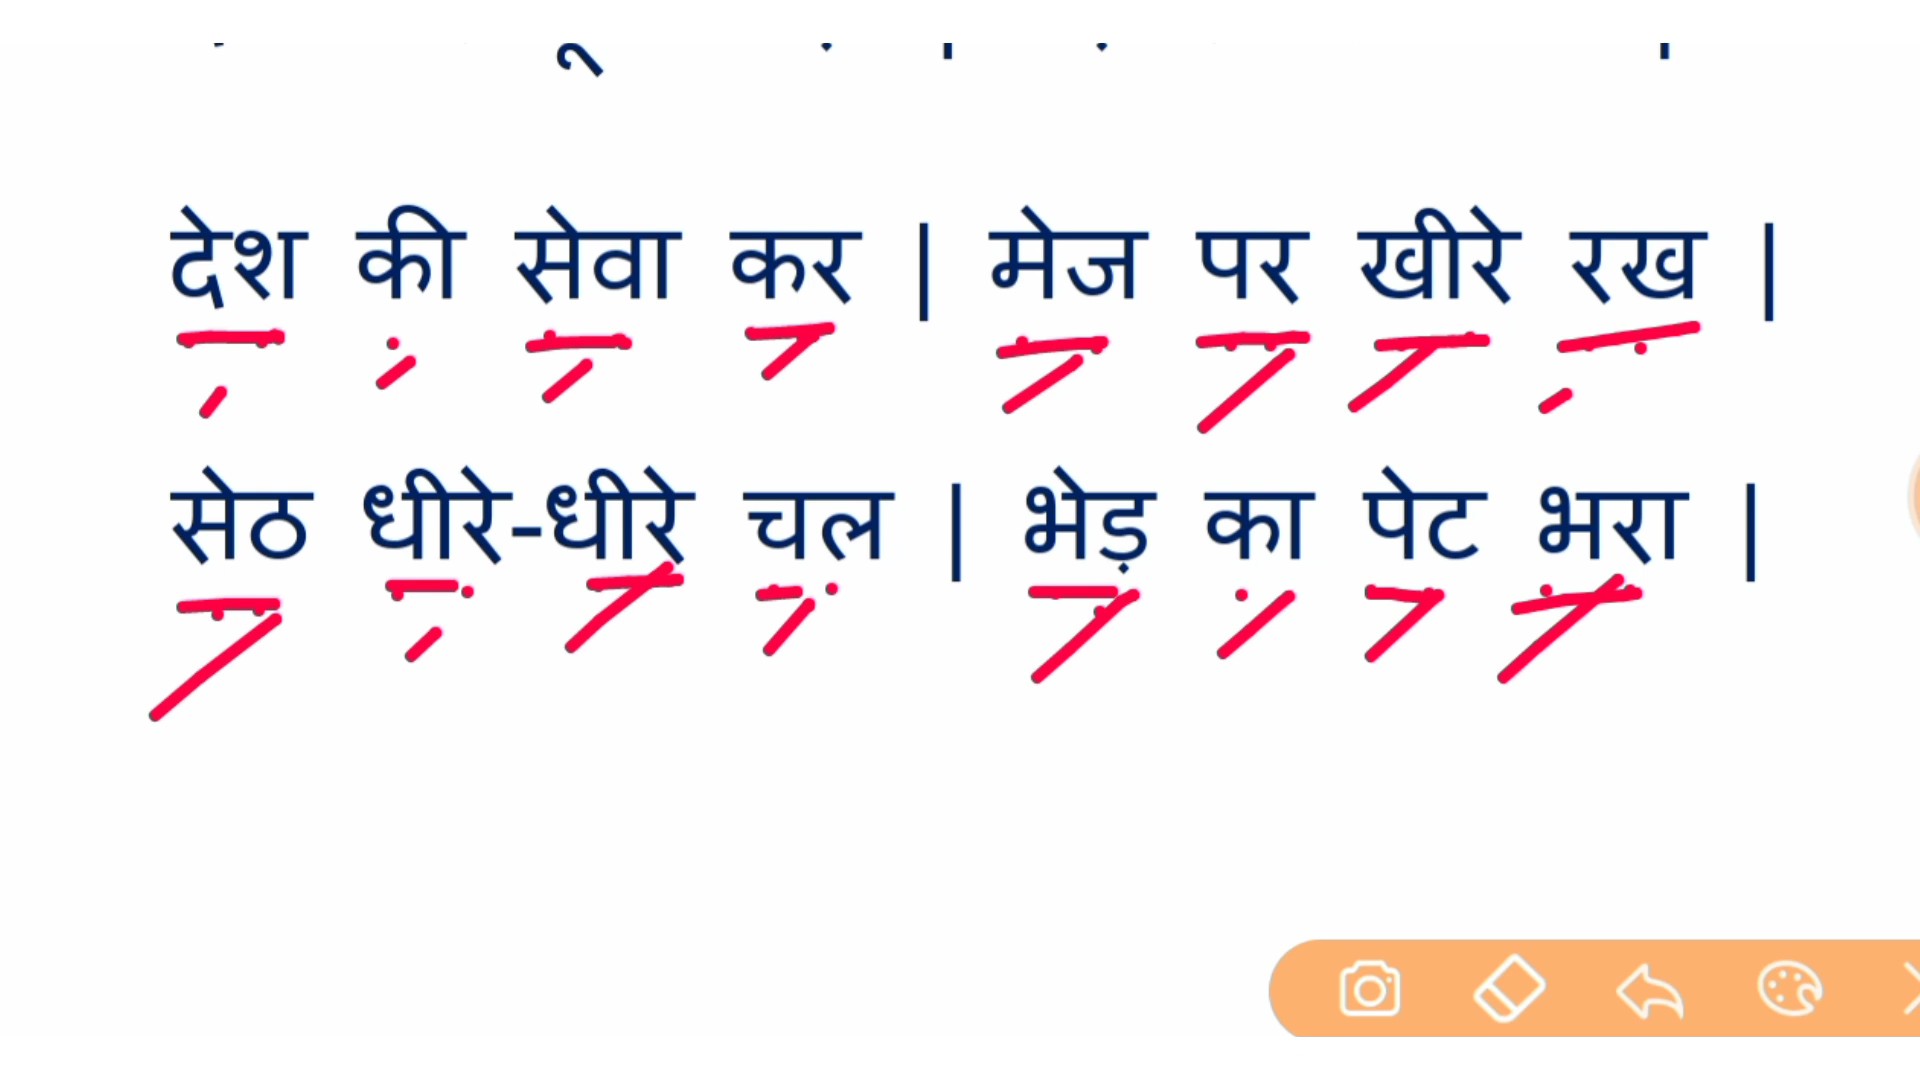 देश की सेवा कर | मेज पर खीरे रख |
सेठ धीरे-धीरे चल | भेड़ का पेट भरा |